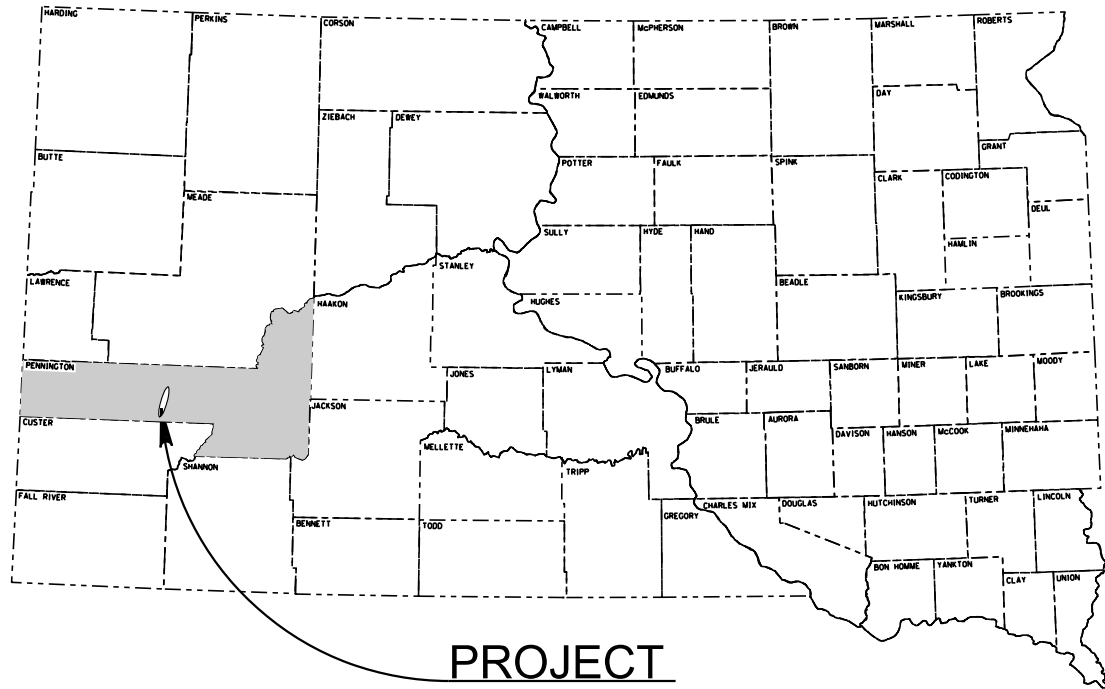 HARDING
PERKINS
CORSON
CAMPBELL
McPHERSON
BROWN
MARSHALL
ROBERTS
WALWORTH
EDMUNDS
DAY
ZIEBACH
DEWEY
GRANT
BUTTE
POTTER
FAULK
SPINK
CLARK
CODINGTON
MEADE
DEUL
SULLY
HYDE
HAND
HAMLIN
STANLEY
LAWRENCE
BEADLE
HAAKON
HUGHES
KINGSBURY
BROOKINGS
PENNINGTON
JONES
LYMAN
BUFFALO
JERAULD
SANBORN
MINER
LAKE
MOODY
JACKSON
CUSTER
BRULE
AURORA
DAVISON
HANSON
McCOOK
MINNEHAHA
MELLETTE
SHANNON
TRIPP
FALL RIVER
GREGORY
CHARLES MIX
DOUGLAS
HUTCHINSON
TURNER
LINCOLN
BENNETT
TODD
BON HOMME
YANKTON
CLAY
UNION
PROJECT